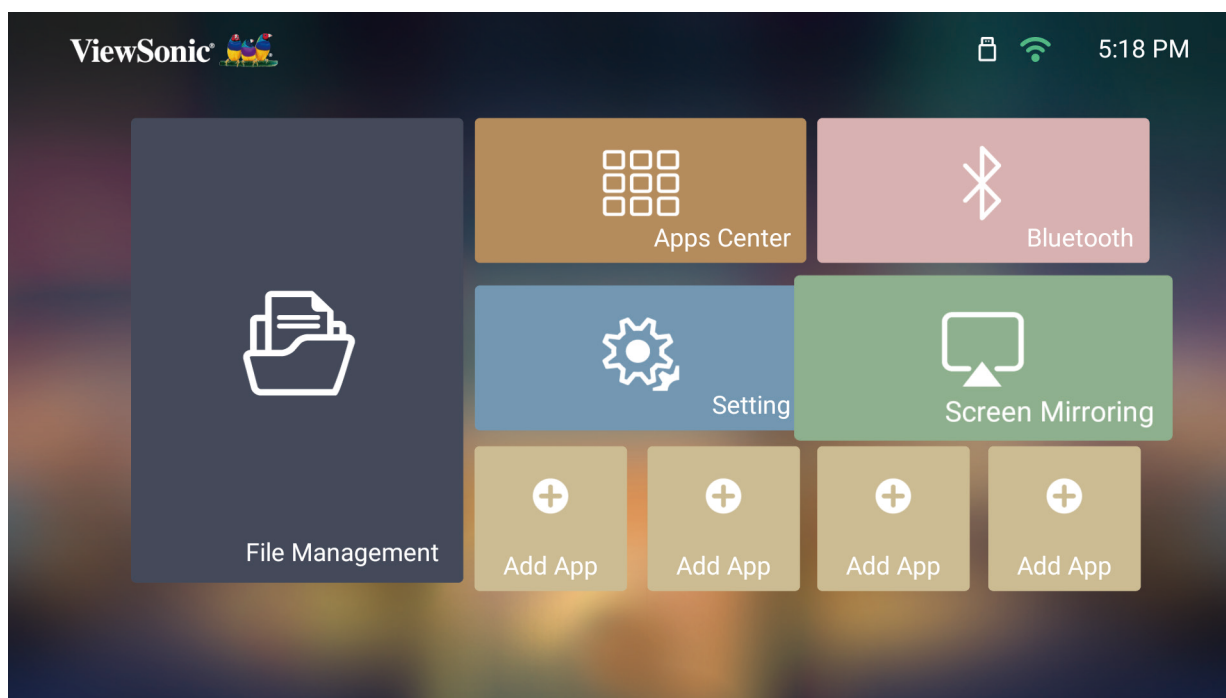 ViewSonic®
5:18 PM
Apps Center
Bluetooth
Setting
Screen Mirroring
File Management
Add App
Add App
Add App
Add App